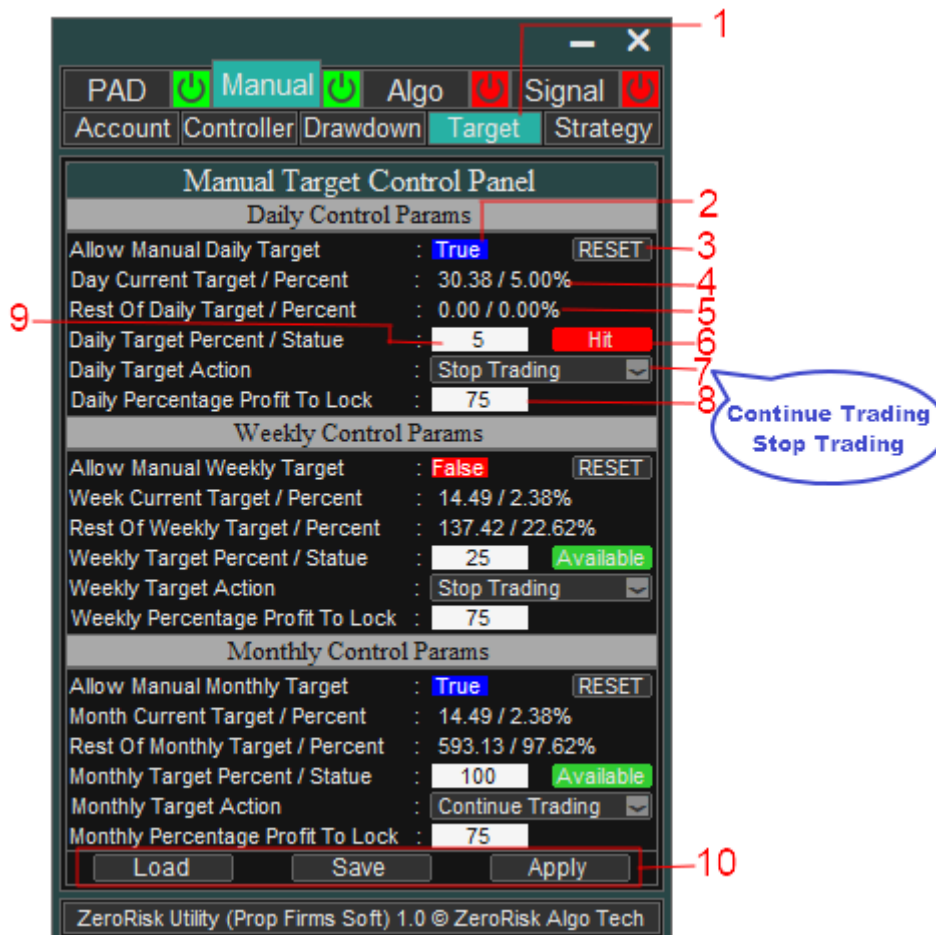 1
PAD Manual Algo Signal
Account Controller Drawdown Target Strategy
Manual Target Control Panel
Daily Control Params
2
Allow Manual Daily Target : True RESET 3
Day Current Target / Percent : 30.38 / 5.00% 4
Rest Of Daily Target / Percent : 0.00 / 0.00% 5
9 Daily Target Percent / Statue : 5 Hit 6
Daily Target Action : Stop Trading 7
Daily Percentage Profit To Lock : 75 8
Continue Trading
Stop Trading
Weekly Control Params
Allow Manual Weekly Target : False RESET
Week Current Target / Percent : 14.49 / 2.38%
Rest Of Weekly Target / Percent : 137.42 / 22.62%
Weekly Target Percent / Statue : 25 Available
Weekly Target Action : Stop Trading
Weekly Percentage Profit To Lock : 75
Monthly Control Params
Allow Manual Monthly Target : True RESET
Month Current Target / Percent : 14.49 / 2.38%
Rest Of Monthly Target / Percent : 593.13 / 97.62%
Monthly Target Percent / Statue : 100 Available
Monthly Target Action : Continue Trading
Monthly Percentage Profit To Lock : 75
Load Save Apply 10
ZeroRisk Utility (Prop Firms Soft) 1.0 © ZeroRisk Algo Tech